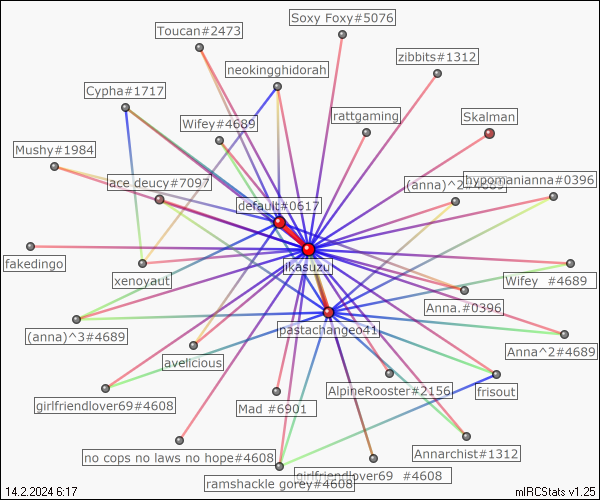 Soxy Foxy#5076
Toucan#2473
zibbits#1312
neokingghidorah
Cypha#1717
rattgaming
Skalman
Wifey#4689
Mushy#1984
ace deucy#7097
hypomanianna#0396
default#0617
ikasuzu
fakedingo
xenoyaut
Wifey #4689
Anna.#0396
pastachangeo41
(anna)^3#4689
Anna^2#4689
avelicious
AlpineRooster#2156
frisout
girlfriendlover69#4608
Mad #6901
Annarchist#1312
no cops no laws no hope#4608
girlfriendlover69 #4608
ramshackle gorey#4608
14.2.2024 6:17
mIRCStats v1.25